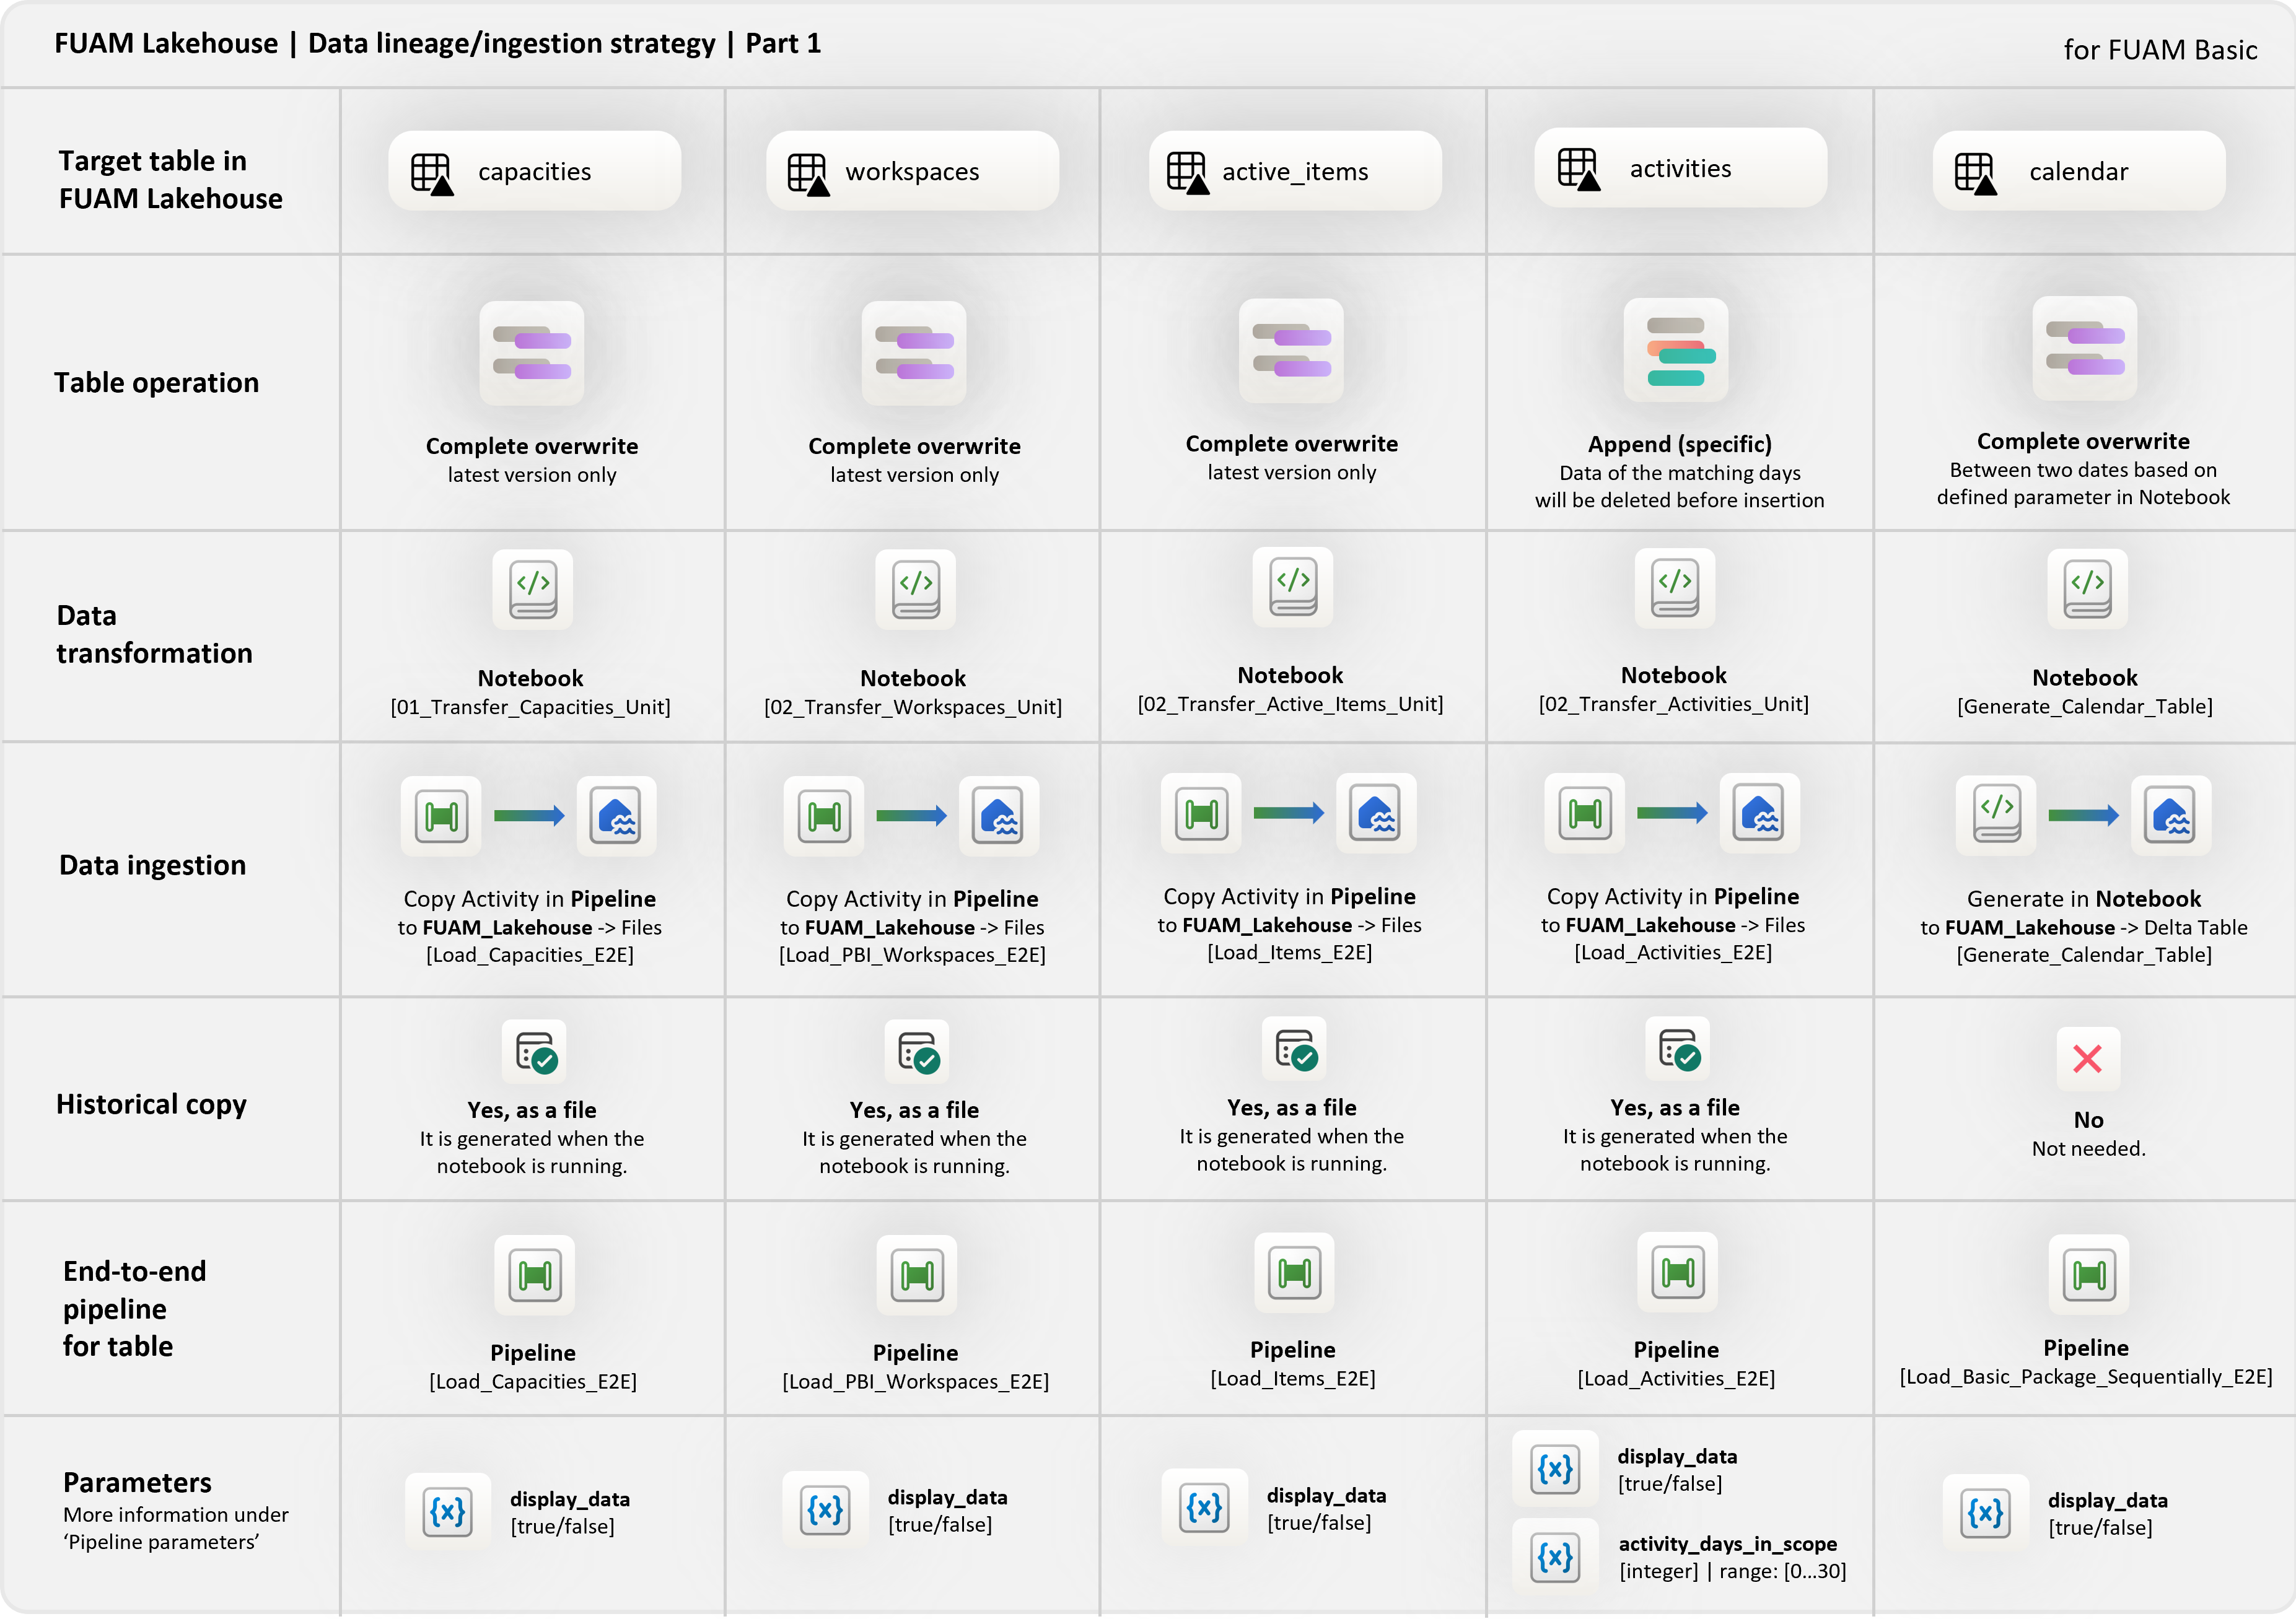 FUAM Lakehouse | Data lineage/ingestion strategy | Part 1
for FUAM Basic
Target table in
FUAM Lakehouse
capacities
workspaces
active_items
activities
calendar
Table operation
Complete overwrite
latest version only
Complete overwrite
latest version only
Complete overwrite
latest version only
Append (specific)
Data of the matching days
will be deleted before insertion
Complete overwrite
Between two dates based on
defined parameter in Notebook
Data
transformation
Notebook
[01_Transfer_Capacities_Unit]
Notebook
[02_Transfer_Workspaces_Unit]
Notebook
[02_Transfer_Active_Items_Unit]
Notebook
[02_Transfer_Activities_Unit]
Notebook
[Generate_Calendar_Table]
Data ingestion
Copy Activity in Pipeline
to FUAM_Lakehouse -> Files
[Load_Capacities_E2E]
Copy Activity in Pipeline
to FUAM_Lakehouse -> Files
[Load_PBI_Workspaces_E2E]
Copy Activity in Pipeline
to FUAM_Lakehouse -> Files
[Load_Items_E2E]
Copy Activity in Pipeline
to FUAM_Lakehouse -> Files
[Load_Activities_E2E]
Generate in Notebook
to FUAM_Lakehouse -> Delta Table
[Generate_Calendar_Table]
Historical copy
Yes, as a file
It is generated when the
notebook is running.
Yes, as a file
It is generated when the
notebook is running.
Yes, as a file
It is generated when the
notebook is running.
Yes, as a file
It is generated when the
notebook is running.
No
Not needed.
End-to-end
pipeline
for table
Pipeline
[Load_Capacities_E2E]
Pipeline
[Load_PBI_Workspaces_E2E]
Pipeline
[Load_Items_E2E]
Pipeline
[Load_Activities_E2E]
Pipeline
[Load_Basic_Package_Sequentially_E2E]
Parameters
More information under
‘Pipeline parameters’
display_data
[true/false]
display_data
[true/false]
display_data
[true/false]
display_data
[true/false]
activity_days_in_scope
[integer] | range: [0...30]
display_data
[true/false]